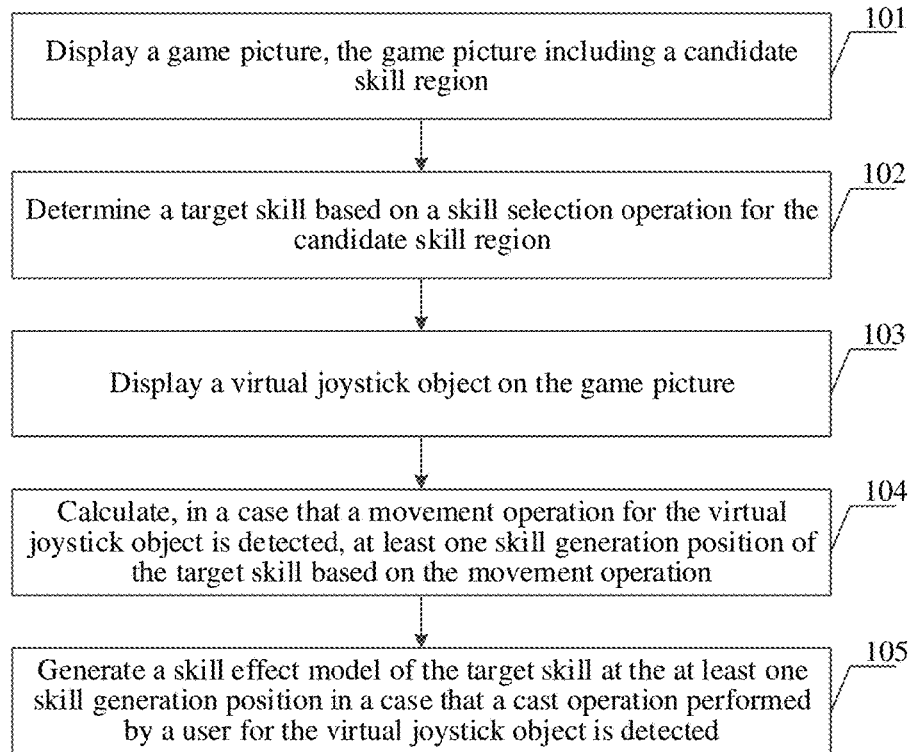 101
Display a game picture, the game picture including a candidate
skill region
102
Determine a target skill based on a skill selection operation for the
candidate skill region
103
Display a virtual joystick object on the game picture
104
Calculate, in a case that a movement operation for the virtual
joystick object is detected, at least one skill generation position of
the target skill based on the movement operation
105
Generate a skill effect model of the target skill at the at least one
skill generation position in a case that a cast operation performed
by a user for the virtual joystick object is detected